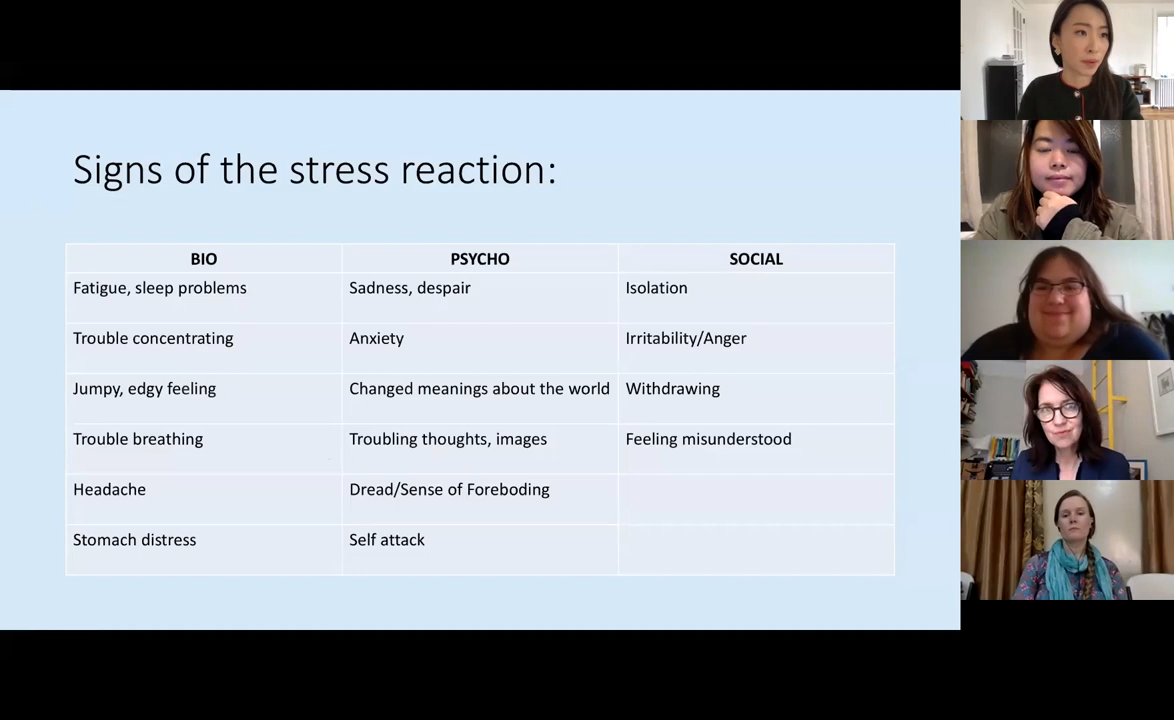 Signs of the stress reaction:
BIO PSYCHO SOCIAL
Fatigue, sleep problems Sadness, despair Isolation
Trouble concentrating Anxiety Irritability/Anger
Jumpy, edgy feeling Changed meanings about the world Withdrawing
Trouble breathing Troubling thoughts, images Feeling misunderstood
Headache Dread/Sense of Foreboding
Stomach distress Self attack